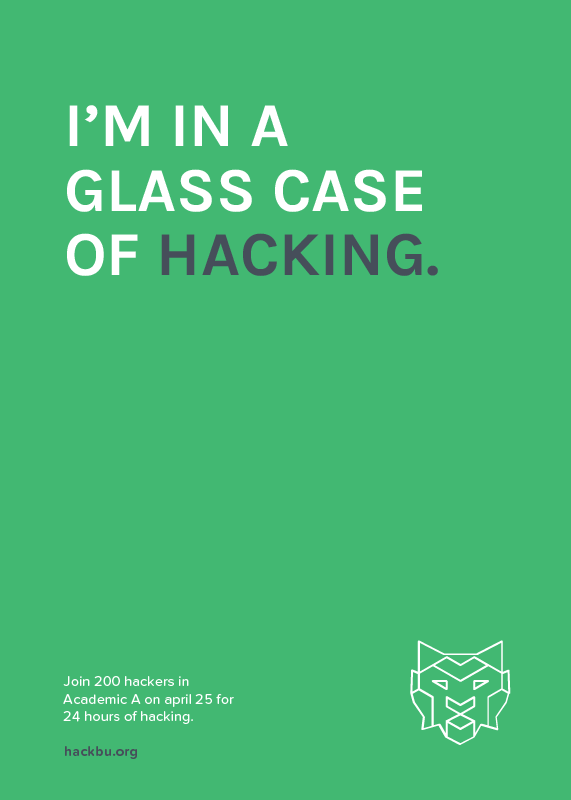 I’M IN A
GLASS CASE
OF HACKING.
Join 200 hackers in
Academic A on april 25 for
24 hours of hacking.
hackbu.org